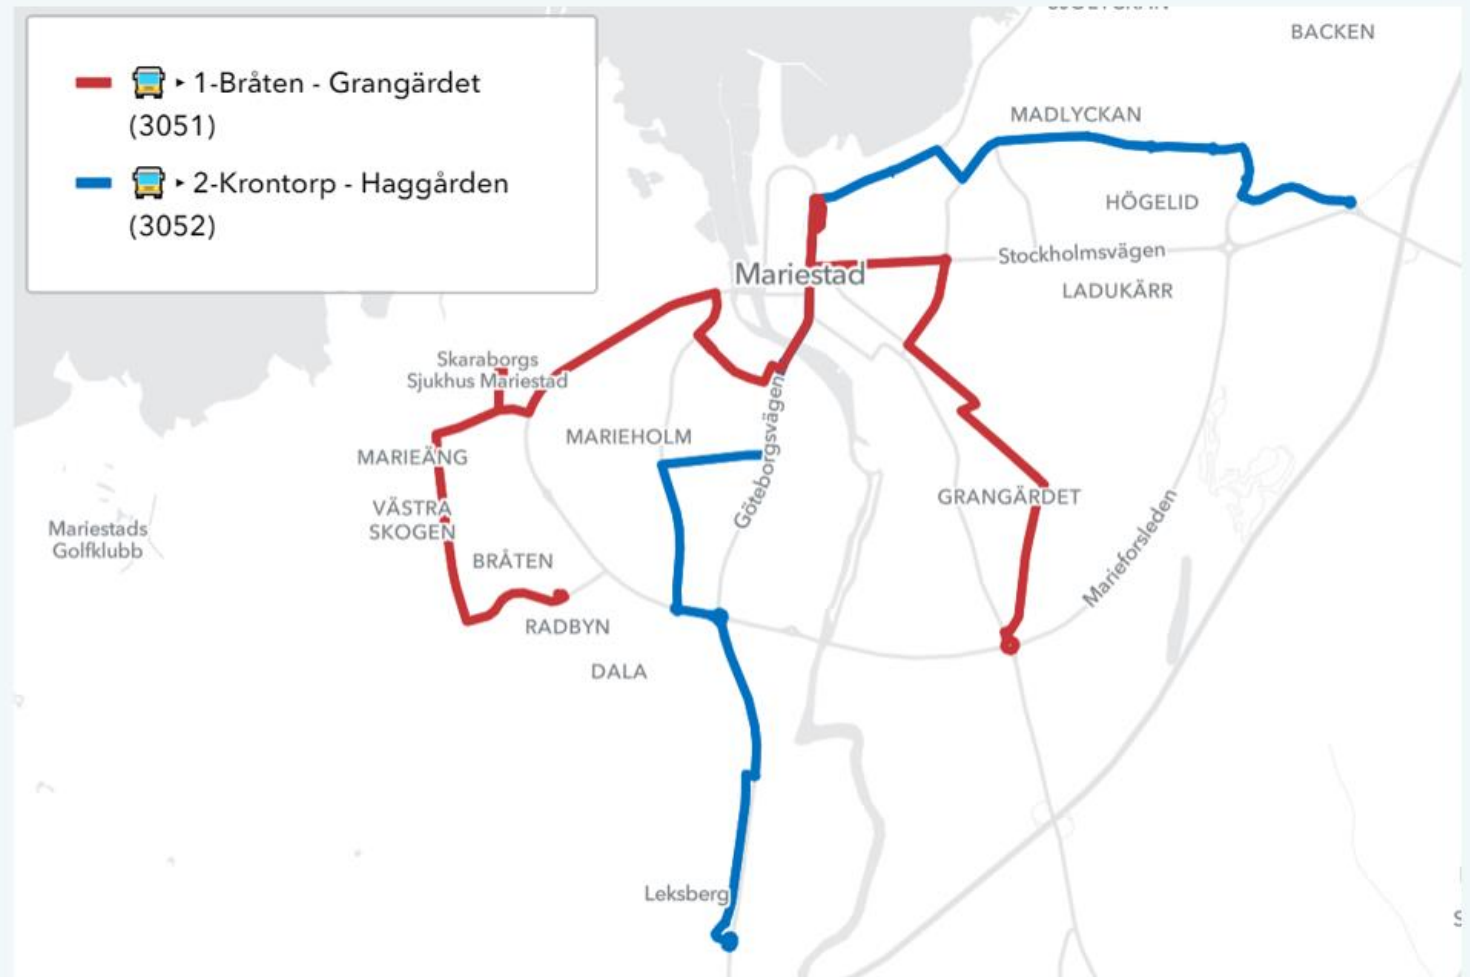 1-Bråten - Grangärdet
(3051)
2-Krontorp - Haggården
(3052)
BACKEN
MADLYCKAN
HÖGELID
Stockholmsvägen
Mariestad
LADUKÄRR
Skaraborgs
Sjukhus Mariestad
MARIEHOLM
MARIEÄNG
Göteborgsvägen
GRANGÄRDET
VÄSTRA
SKOGEN
Mariestads
Golfklubb
Marieforsleden
BRÅTEN
RADBYN
DALA
Leksberg